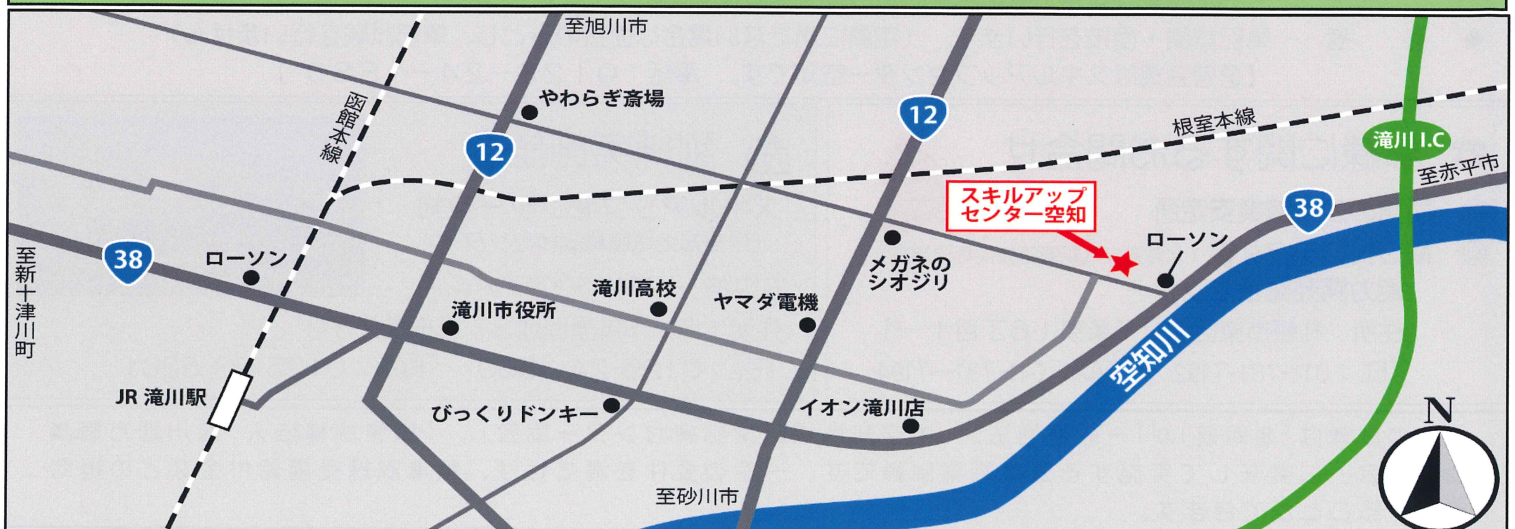 至旭川市
やわらぎ斎場
函館本線
12
12
根室本線
滝川 I.C
至赤平市
スキルアップ
センター空知
38
ローソン
メガネの
シオジリ
38
ローソン
至新十津川町
滝川市役所
滝川高校
ヤマダ電機
空知川
JR 滝川駅
びっくりドンキー
イオン滝川店
至砂川市
N